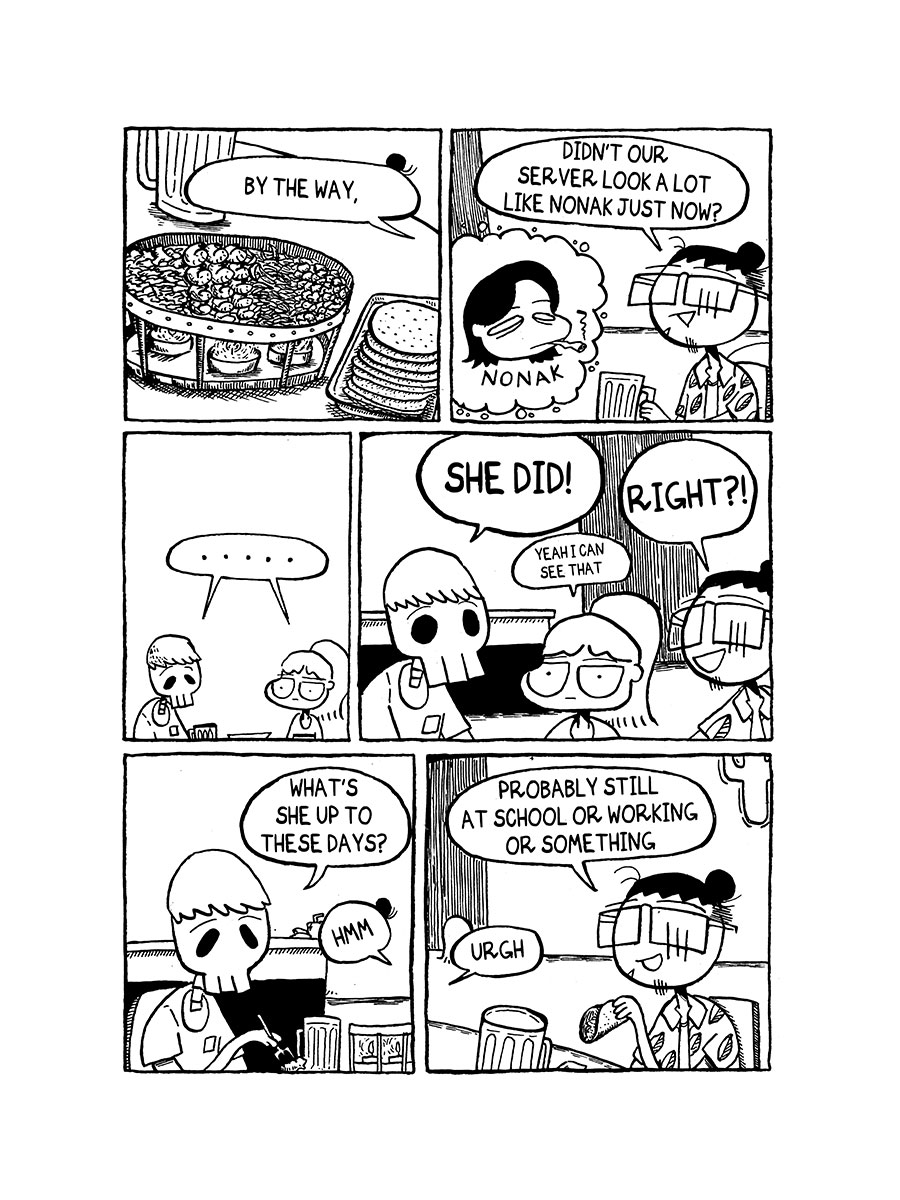 BY THE WAY,
DIDN'T OUR
SERVER LOOK A LOT
LIKE NONAK JUST NOW?
NONAK
. . . . .
SHE DID!
YEAH I CAN
SEE THAT
RIGHT?!
WHAT'S
SHE UP TO
THESE DAYS?
HMM
PROBABLY STILL
AT SCHOOL OR WORKING
OR SOMETHING
URGH